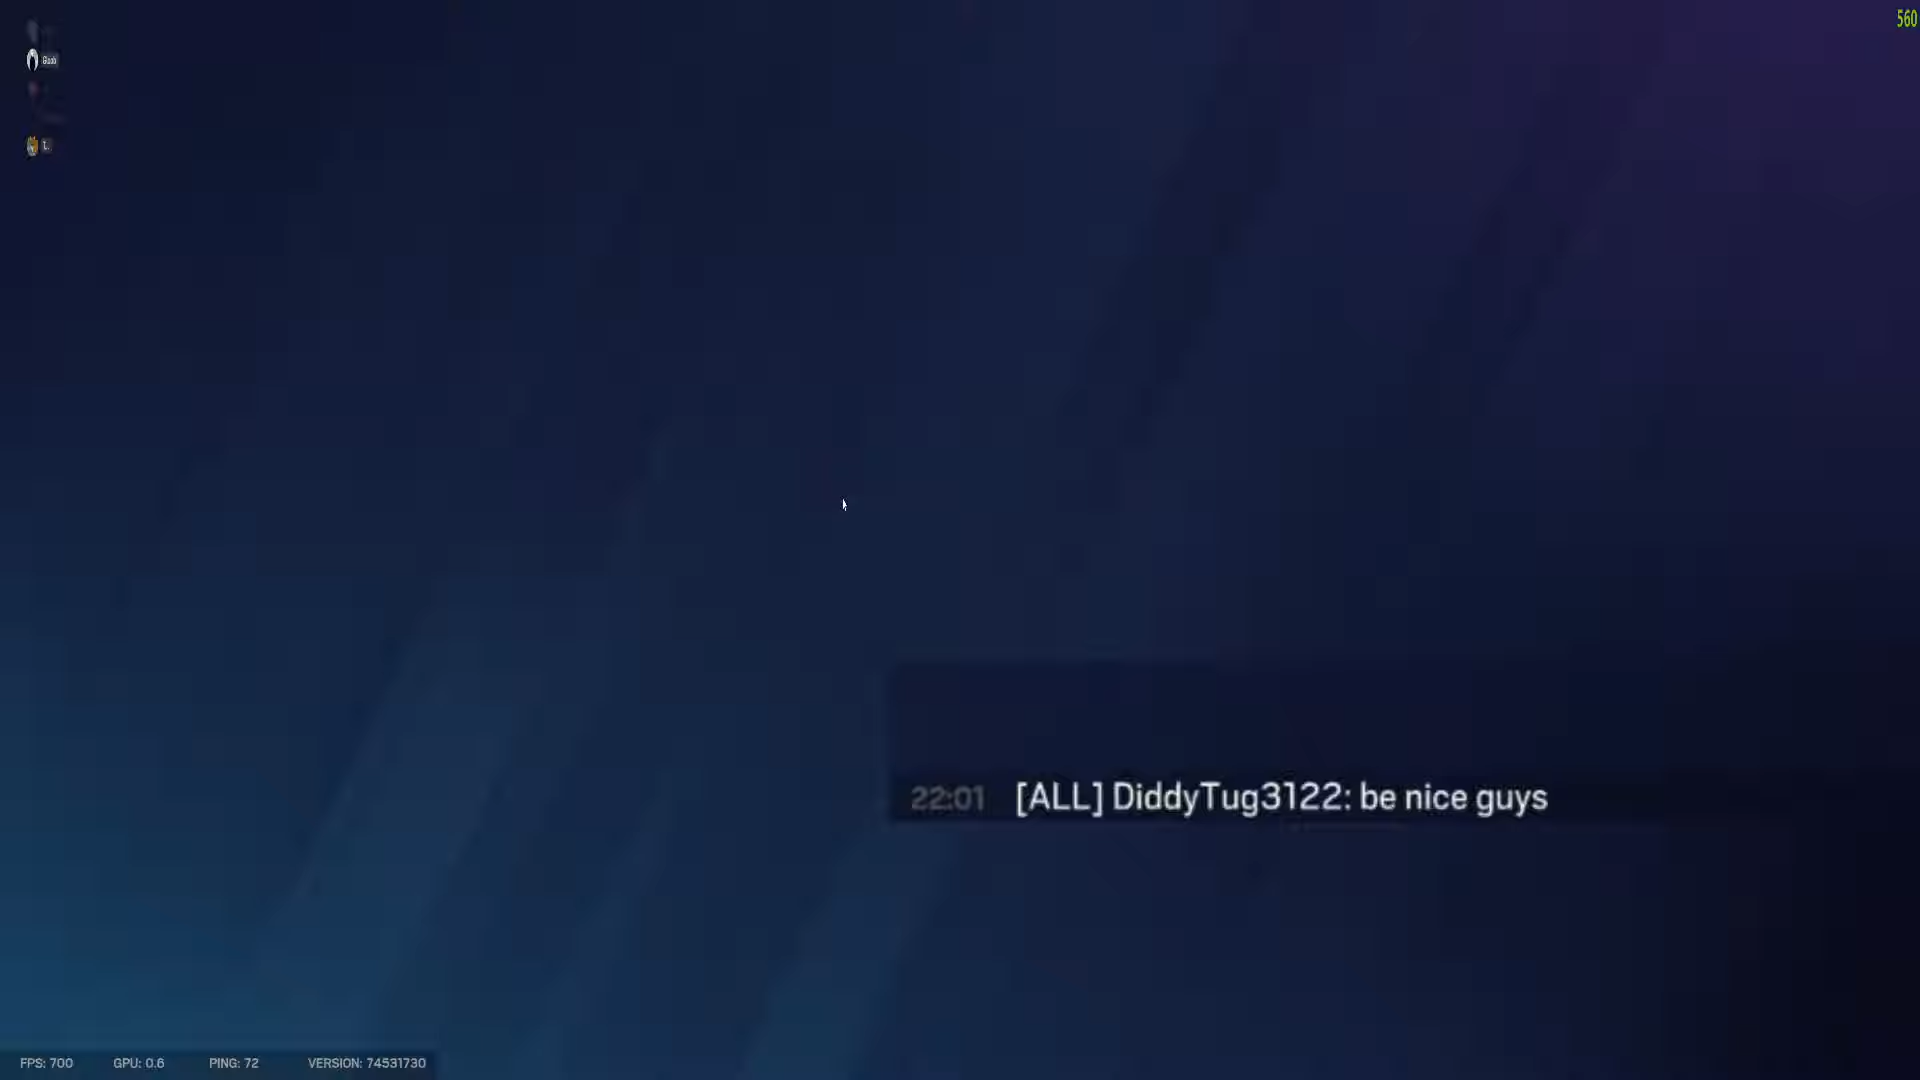 560
22:01 [ALL] DiddyTug3122: be nice guys
FPS: 700 GPU: 0.6 PING: 72 VERSION: 74531730